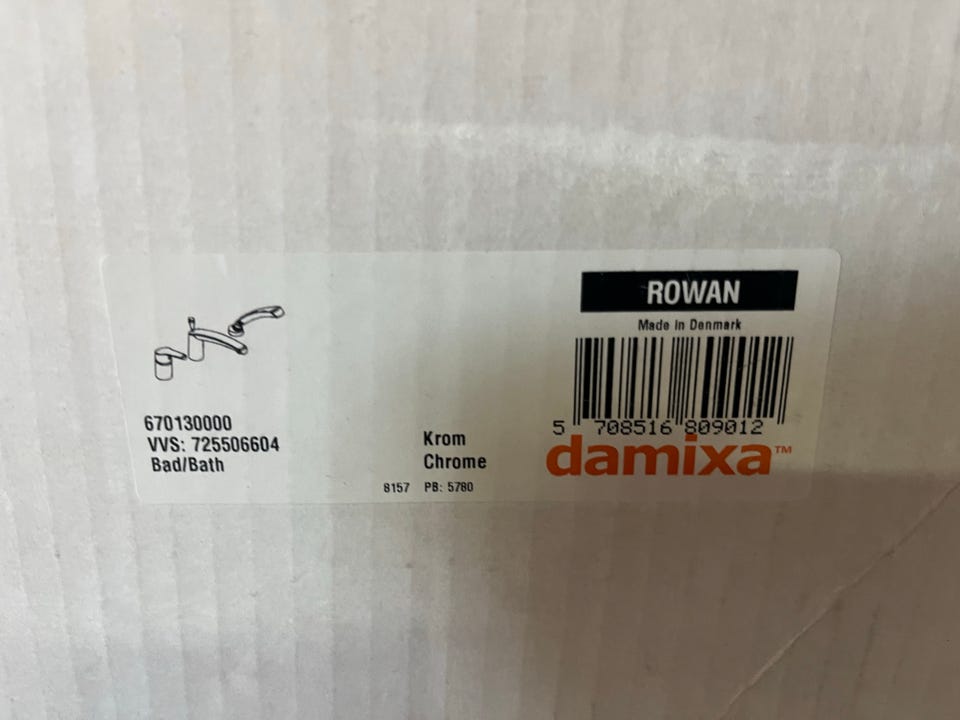 ROWAN
Made in Denmark
5 708516 809012
damixa™
670130000
VVS: 725506604
Bad/Bath
Krom
Chrome
8157 PB: 5780